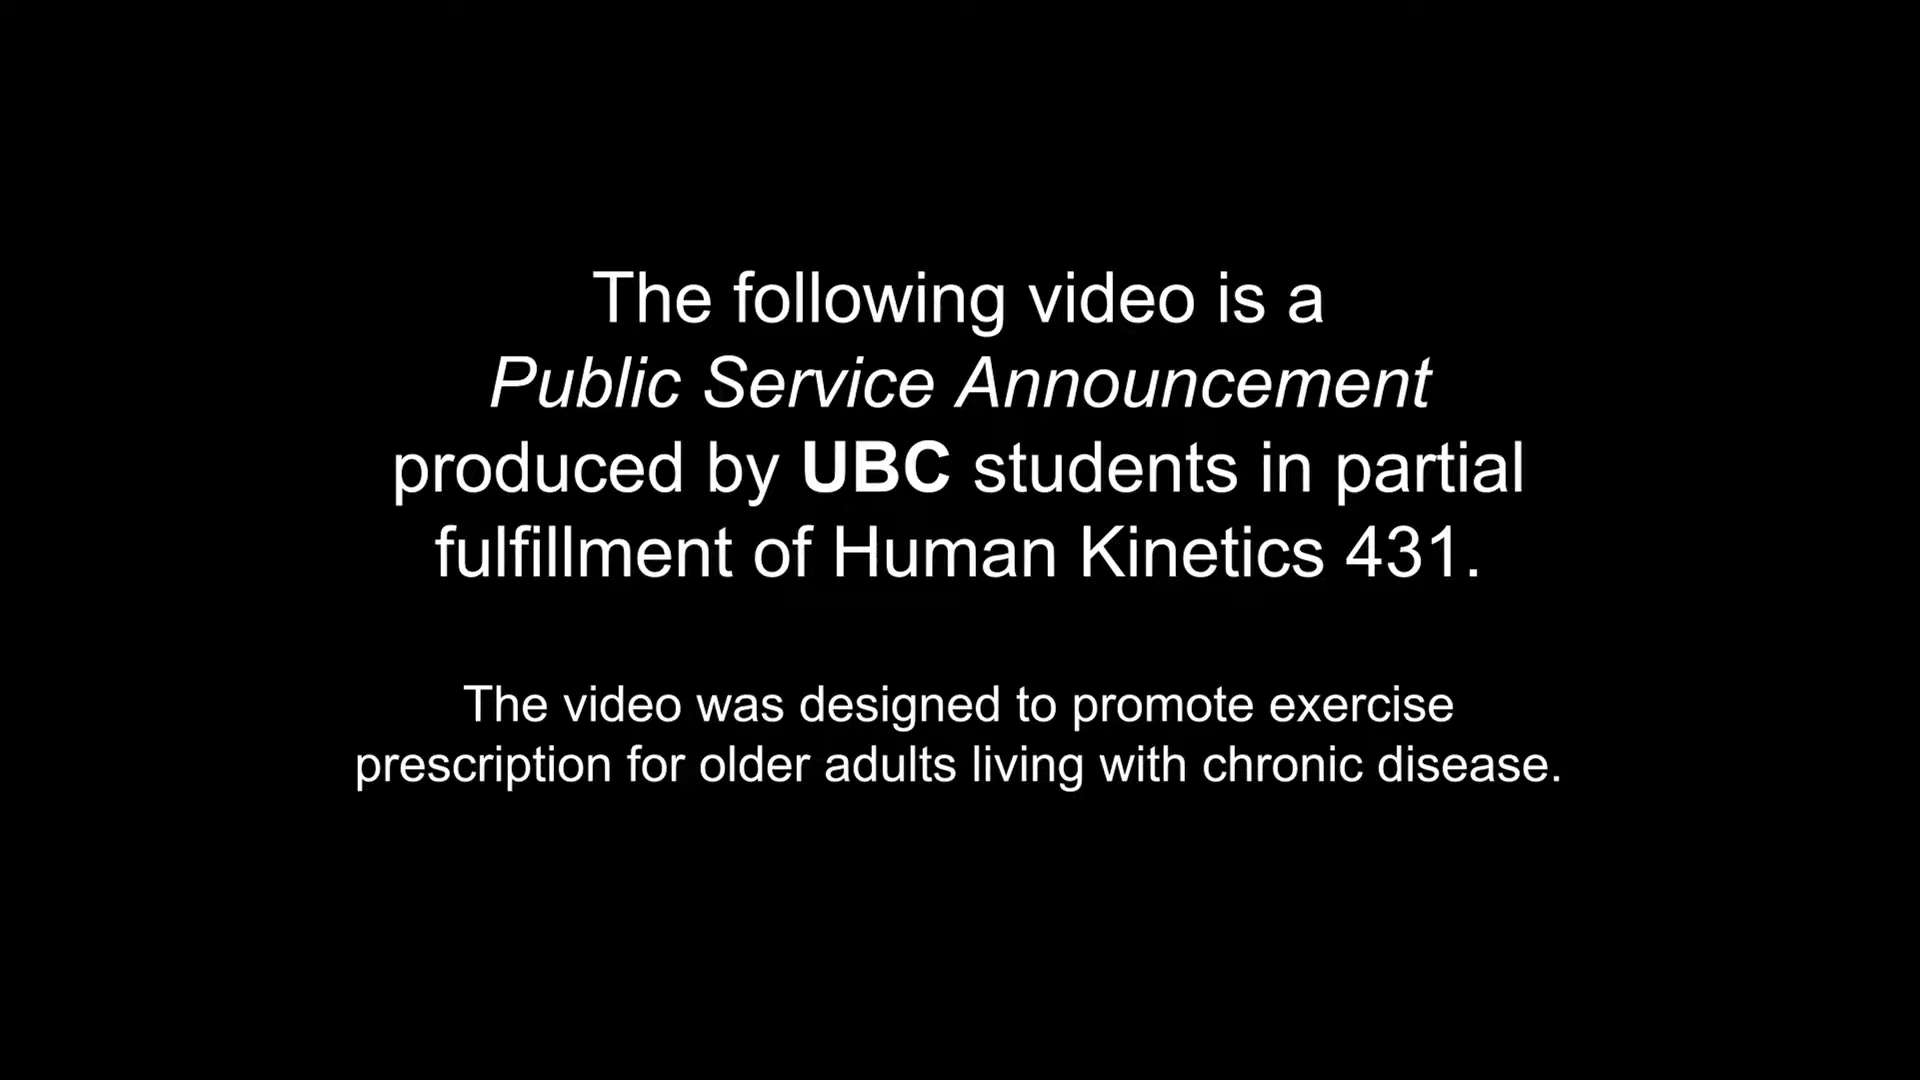 The following video is a
Public Service Announcement
produced by UBC students in partial
fulfillment of Human Kinetics 431.
The video was designed to promote exercise
prescription for older adults living with chronic disease.